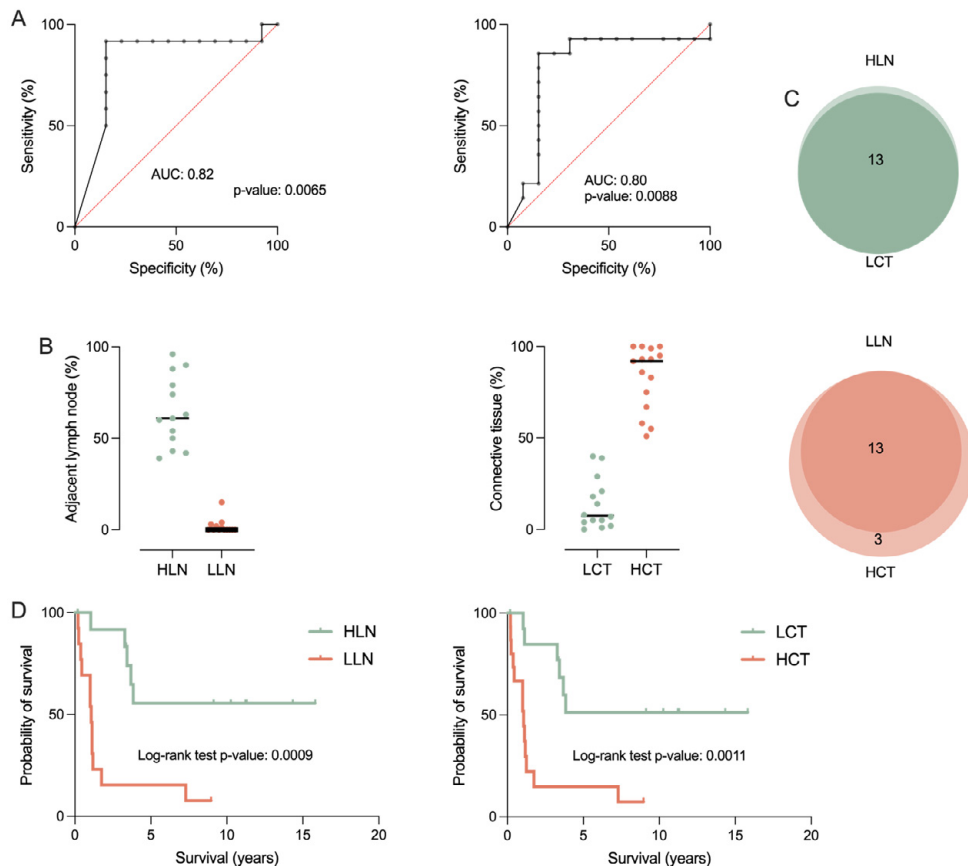 A
100
50
0
Sensitivity (%)
AUC: 0.82
p-value: 0.0065
0
50
100
Specificity (%)
100
50
0
Sensitivity (%)
AUC: 0.80
p-value: 0.0088
0
50
100
Specificity (%)
C
HLN
13
LCT
B
100
50
0
Adjacent lymph node (%)
HLN
LLN
100
50
0
Connective tissue (%)
LCT
HCT
LLN
13
3
HCT
D
100
50
0
Probability of survival
HLN
LLN
Log-rank test p-value: 0.0009
0
5
10
15
20
Survival (years)
100
50
0
Probability of survival
LCT
HCT
Log-rank test p-value: 0.0011
0
5
10
15
20
Survival (years)